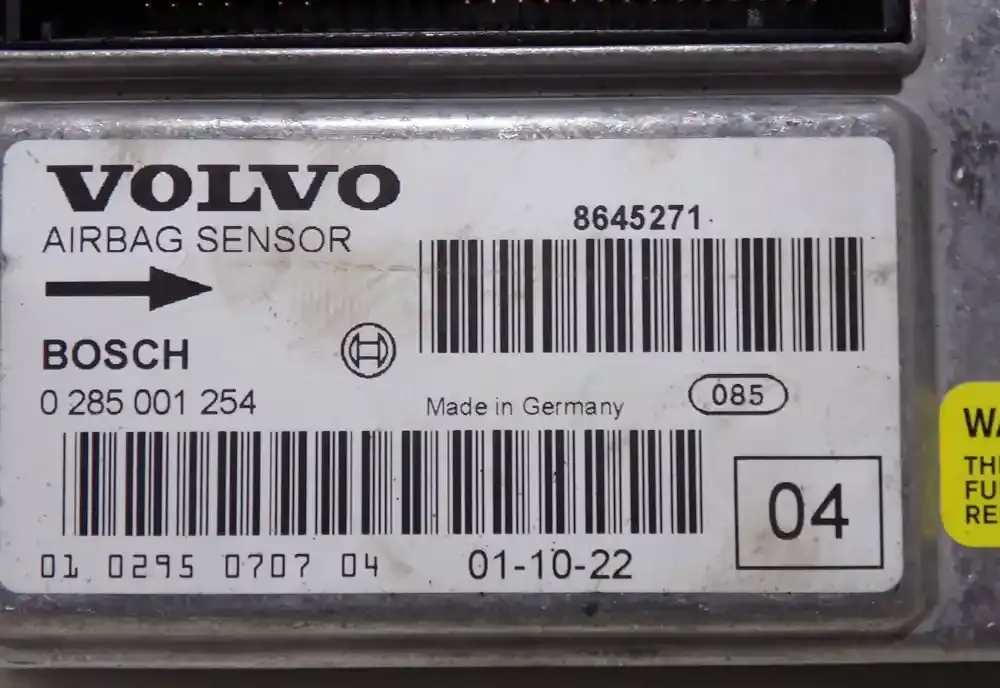 VOLVO
AIRBAG SENSOR
8645271
BOSCH
0 285 001 254
Made in Germany
085
04
01 0295 0707 04
01-10-22